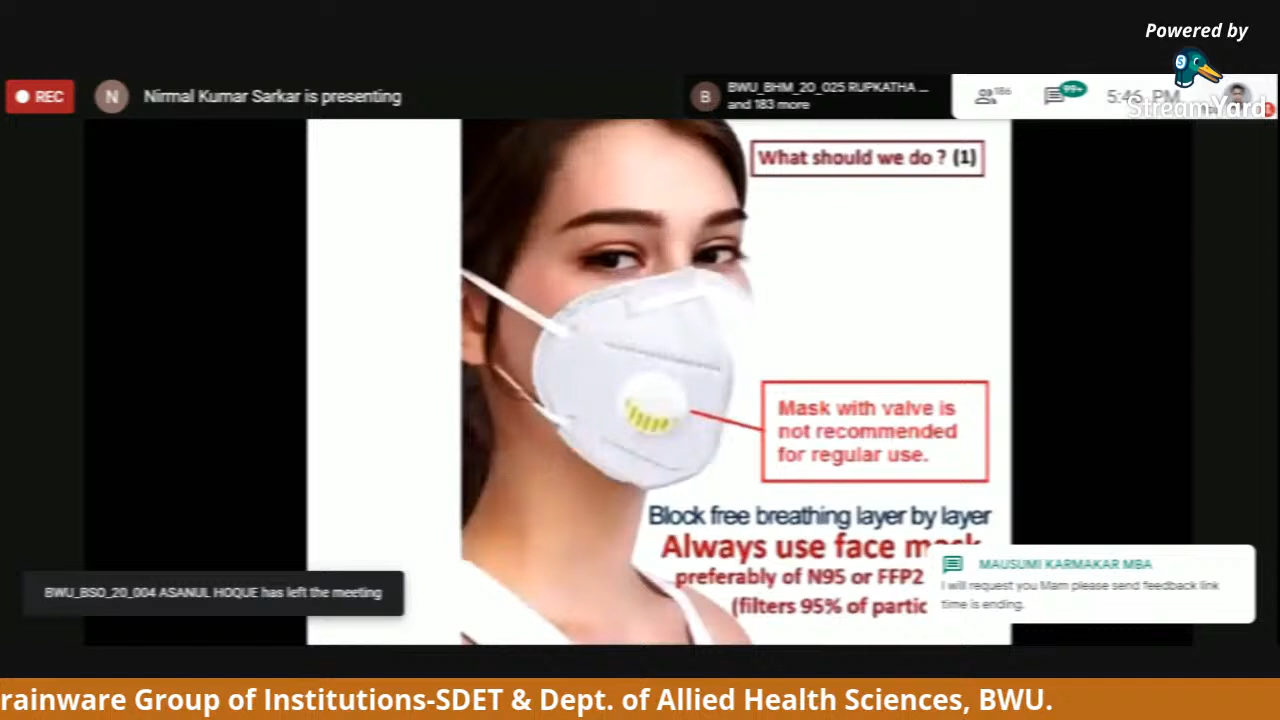 Powered by
StreamYard
REC
N
Nirmal Kumar Sarkar is presenting
B
BWU_BHM_20_025 RUPKATHA ...
and 183 more
186
99+
5:46 PM
What should we do ? (1)
Mask with valve is
not recommended
for regular use.
Block free breathing layer by layer
Always use face mask
preferably of N95 or FFP2
(filters 95% of partic
MAUSUMI KARMAKAR MBA
I will request you Mam please send feedback link
time is ending.
BWU_BSO_20_004 ASANUL HOQUE has left the meeting
rainware Group of Institutions-SDET & Dept. of Allied Health Sciences, BWU.